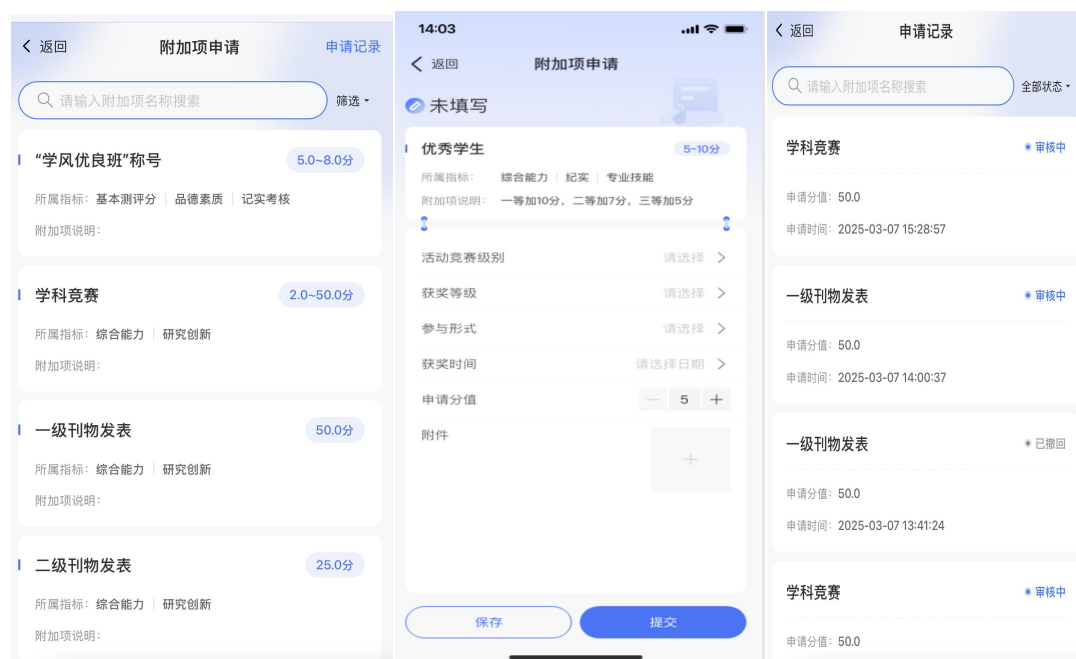 返回
附加项申请
申请记录
请输入附加项名称搜索
筛选
“学风优良班”称号
5.0~8.0分
所属指标：基本测评分 品德素质 记实考核
附加项说明：
学科竞赛
2.0~50.0分
所属指标：综合能力 研究创新
附加项说明：
一级刊物发表
50.0分
所属指标：综合能力 研究创新
附加项说明：
二级刊物发表
25.0分
所属指标：综合能力 研究创新
附加项说明：
14:03
返回
附加项申请
未填写
优秀学生
5~10分
所属指标： 综合能力 纪实 专业技能
附加项说明： 一等加10分，二等加7分，三等加5分
活动竞赛级别 请选择
获奖等级 请选择
参与形式 请选择
获奖时间 请选择日期
申请分值 — 5 +
附件
+
保存
提交
返回
申请记录
请输入附加项名称搜索
全部状态
学科竞赛
审核中
申请分值：50.0
申请时间：2025-03-07 15:28:57
一级刊物发表
审核中
申请分值：50.0
申请时间：2025-03-07 14:00:37
一级刊物发表
已撤回
申请分值：50.0
申请时间：2025-03-07 13:41:24
学科竞赛
审核中
申请分值：50.0